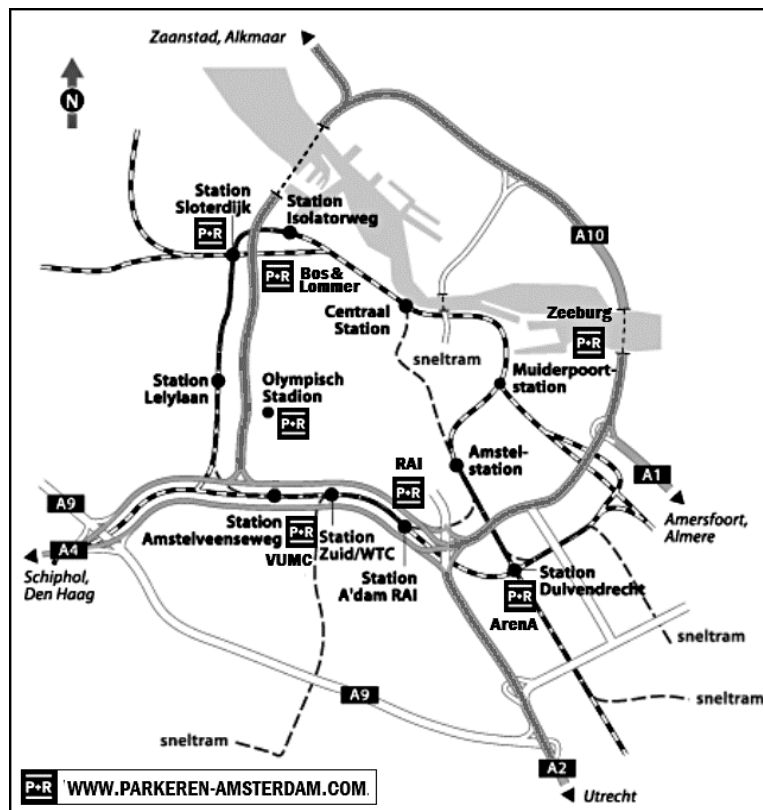 Zaanstad, Alkmaar
N
Station
Sloterdijk
P+R
Station
Isolatorweg
A10
P+R
Bos &
Lommer
Centraal
Station
Zeeburg
P+R
sneltram
Muiderpoort-
station
Station
Lelylaan
Olympisch
Stadion
P+R
RAI
P+R
Amstel-
station
A1
Amersfoort,
Almere
A9
A4
Schiphol,
Den Haag
Station
Amstelveenseweg
P+R
VUMC
Station
Zuid/WTC
Station
A'dam RAI
Station
Duivendrecht
P+R
ArenA
sneltram
sneltram
A9
sneltram
A2
Utrecht
P+R WWW.PARKEREN-AMSTERDAM.COM